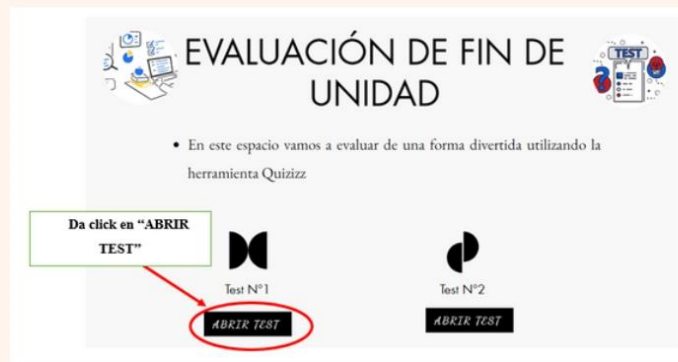 EVALUACIÓN DE FIN DE
UNIDAD
TEST
• En este espacio vamos a evaluar de una forma divertida utilizando la
herramienta Quizizz
Da click en “ABRIR
TEST”
Test N°1
Test N°2
ABRIR TEST
ABRIR TEST